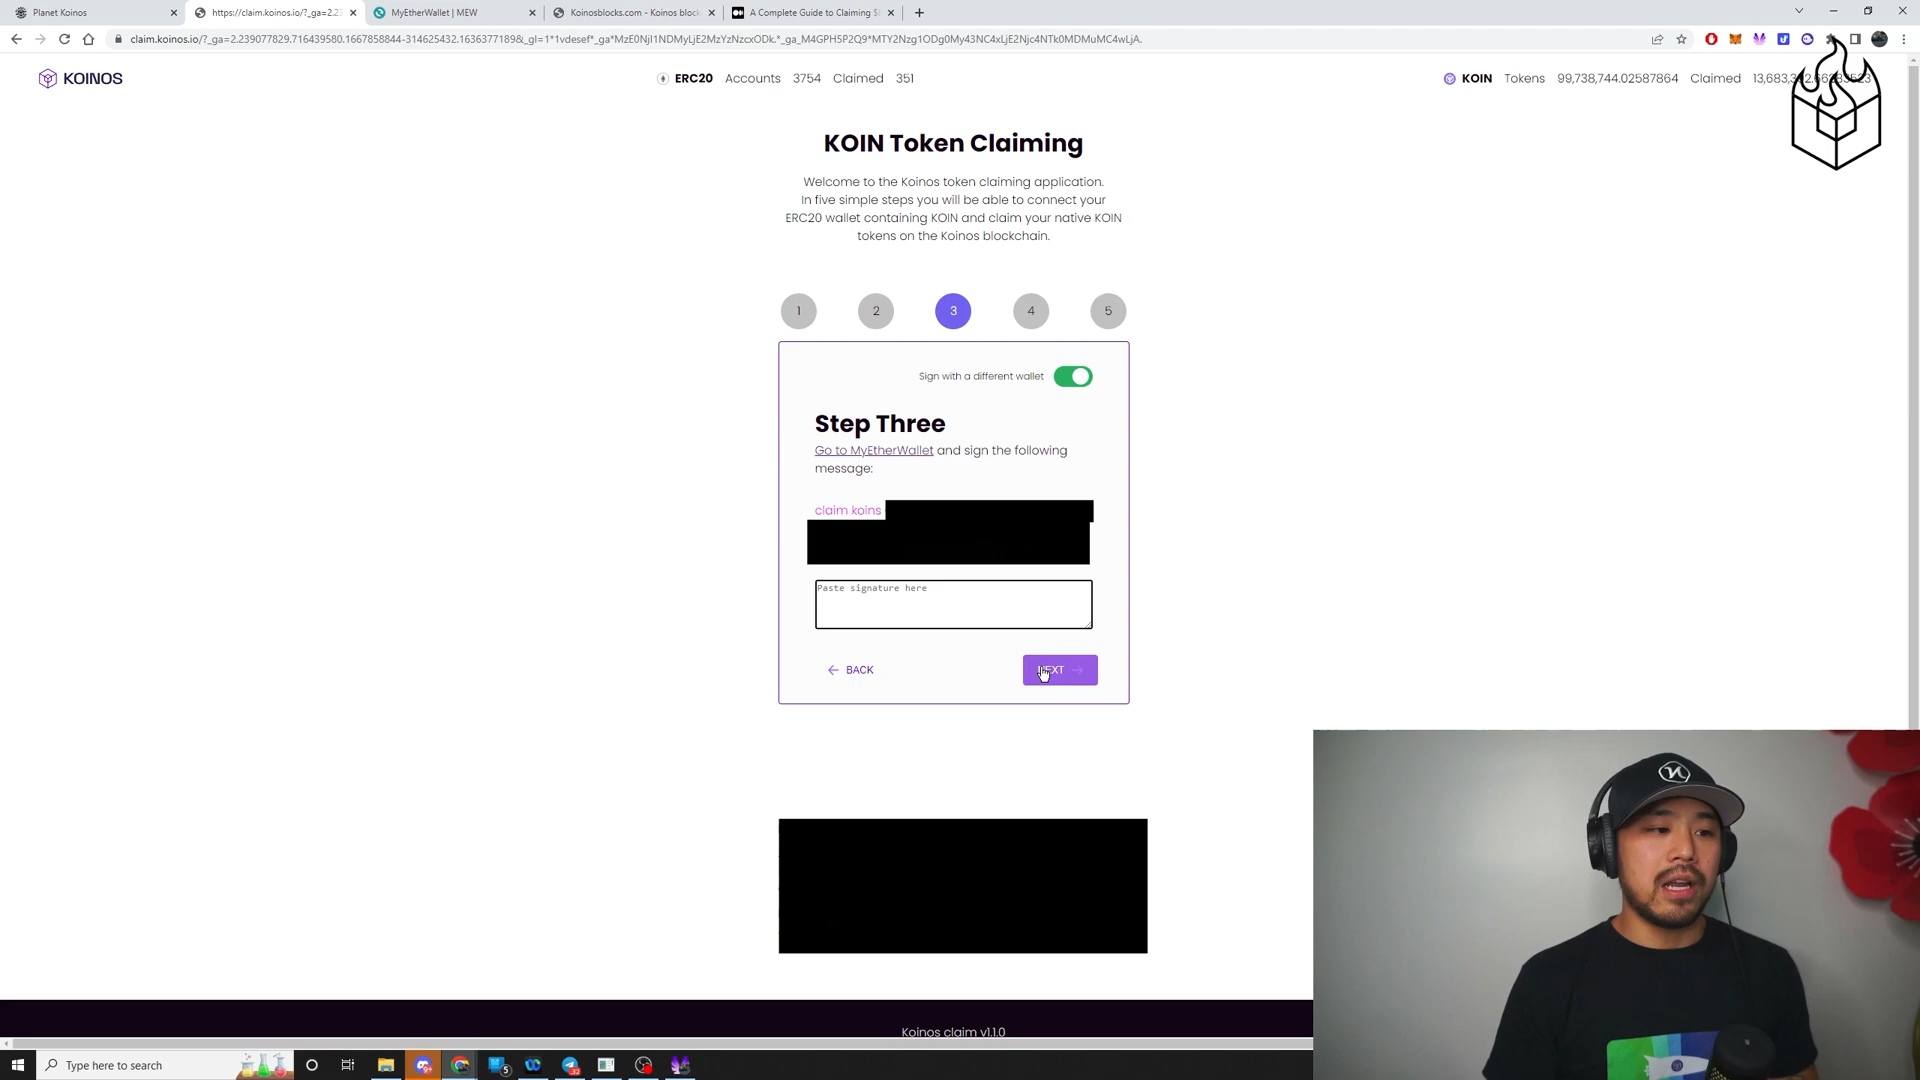 Planet Koinos
https://claim.koinos.io/?_ga=2.23
MyEtherWallet | MEW
Koinosblocks.com - Koinos block
A Complete Guide to Claiming $
claim.koinos.io/?_ga=2.239077829.716439580.1667858844-314625432.1636377189&_gl=1*1vdesef*_ga*MzE0NjI1NDMyLjE2MzYzNzcxODk.*_ga_M4GPH5P2Q9*MTY2Nzg1ODg0My43NC4xLjE2Njc4NTk0MDMuMC4wLjA.
KOINOS
ERC20 Accounts 3754 Claimed 351
KOIN Tokens 99,738,744.02587864 Claimed
KOIN Token Claiming
Welcome to the Koinos token claiming application.
In five simple steps you will be able to connect your
ERC20 wallet containing KOIN and claim your native KOIN
tokens on the Koinos blockchain.
1 2 3 4 5
Sign with a different wallet
Step Three
Go to MyEtherWallet and sign the following
message:
claim koins
Paste signature here
BACK
NEXT
Koinos claim v1.1.0
Type here to search